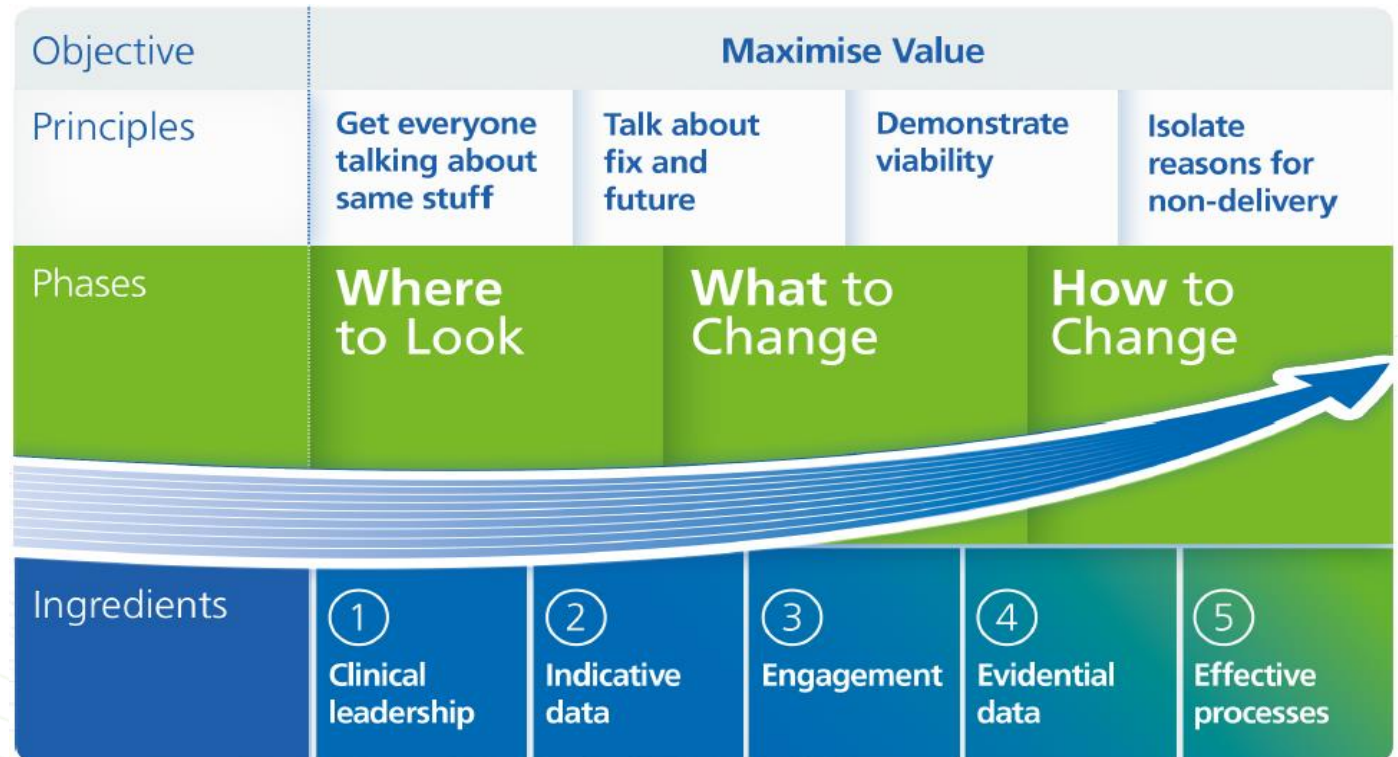 Objective
Maximise Value
Principles
Get everyone
talking about
same stuff
Talk about
fix and
future
Demonstrate
viability
Isolate
reasons for
non-delivery
Phases
Where
to Look
What to
Change
How to
Change
Ingredients
1
Clinical
leadership
2
Indicative
data
3
Engagement
4
Evidential
data
5
Effective
processes